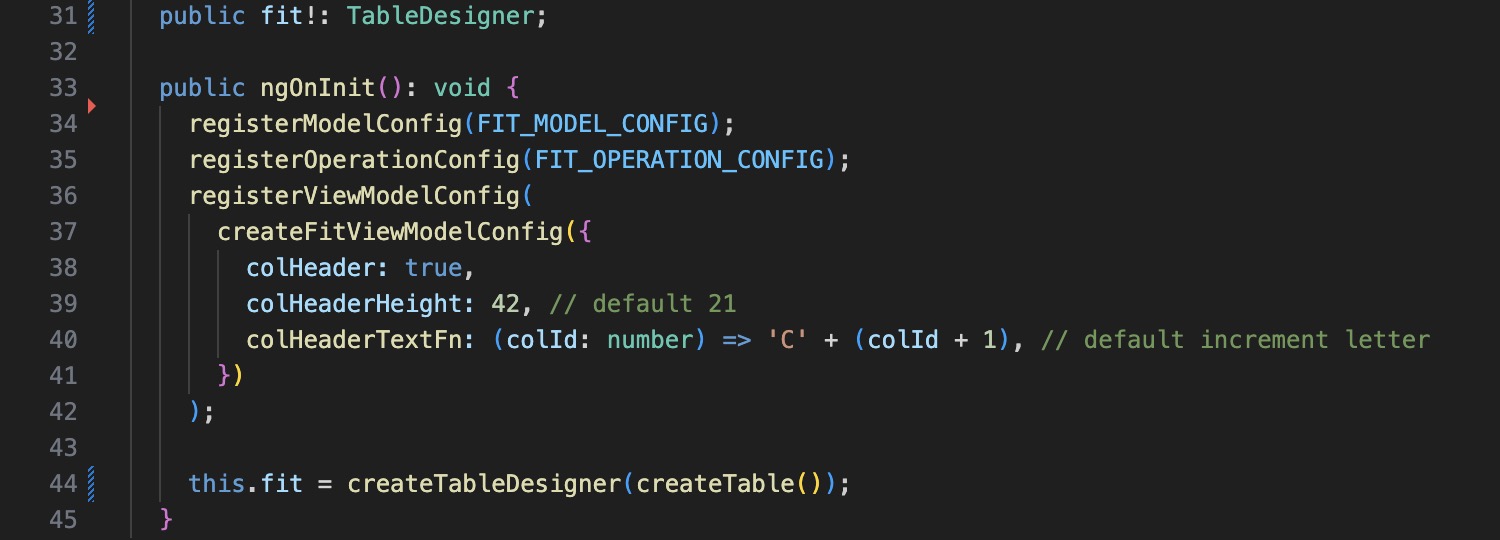 31 public fit!: TableDesigner;
32
33 public ngOnInit(): void {
34 registerModelConfig(FIT_MODEL_CONFIG);
35 registerOperationConfig(FIT_OPERATION_CONFIG);
36 registerViewModelConfig(
37 createFitViewModelConfig({
38 colHeader: true,
39 colHeaderHeight: 42, // default 21
40 colHeaderTextFn: (colId: number) => 'C' + (colId + 1), // default increment letter
41 })
42 );
43
44 this.fit = createTableDesigner(createTable());
45 }